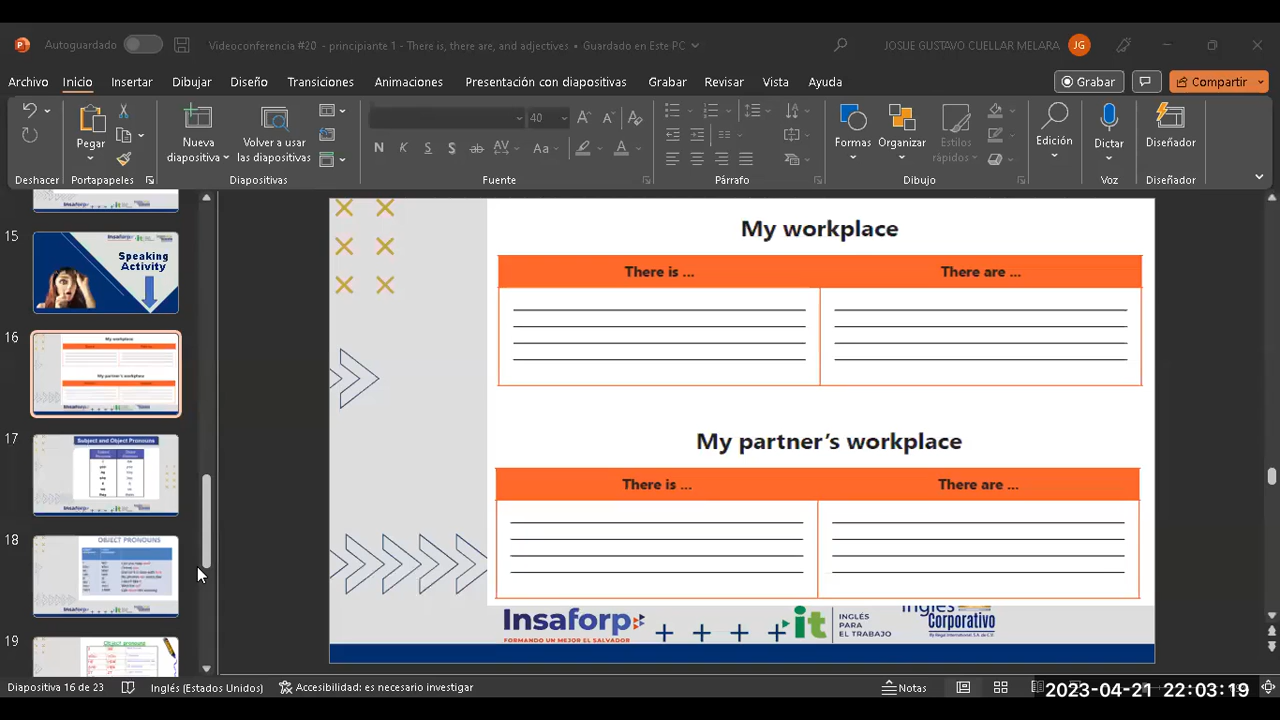 Autoguardado
Videoconferencia #20 - principiante 1 - There is, there are, and adjectives • Guardado en Este PC
JOSUE GUSTAVO CUELLAR MELARA JG
Archivo Inicio Insertar Dibujar Diseño Transiciones Animaciones Presentación con diapositivas Grabar Revisar Vista Ayuda
Grabar Compartir
40
Pegar Nueva diapositiva Volver a usar las diapositivas
N K S S ab AV Aa A
Formas Organizar Estilos rápidos Edición Dictar Diseñador
Deshacer Portapapeles Diapositivas Fuente Párrafo Dibujo Voz Diseñador
15
Speaking
Activity
16
My workplace
My partner's workplace
17
Subject and Object Pronouns
18
OBJECT PRONOUNS
19
Object pronouns
My workplace
There is ... There are ...
My partner's workplace
There is ... There are ...
Insaforp
FORMANDO UN MEJOR EL SALVADOR
it
INGLÉS
PARA
EL TRABAJO
Inglés
Corporativo
Diapositiva 16 de 23 Inglés (Estados Unidos) Accesibilidad: es necesario investigar Notas
2023-04-21 22:03:19